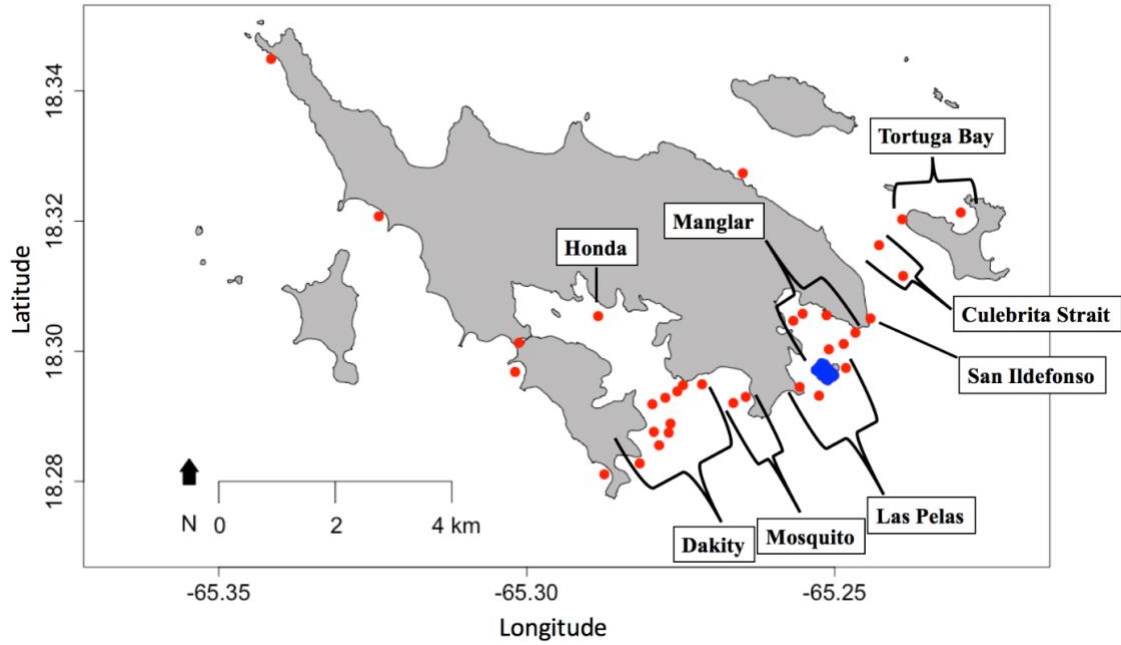 18.34
18.32
18.30
18.28
Latitude
Tortuga Bay
Manglar
Honda
Culebrita Strait
San Ildefonso
Las Pelas
Mosquito
Dakity
N 0 2 4 km
-65.35 -65.30 -65.25
Longitude